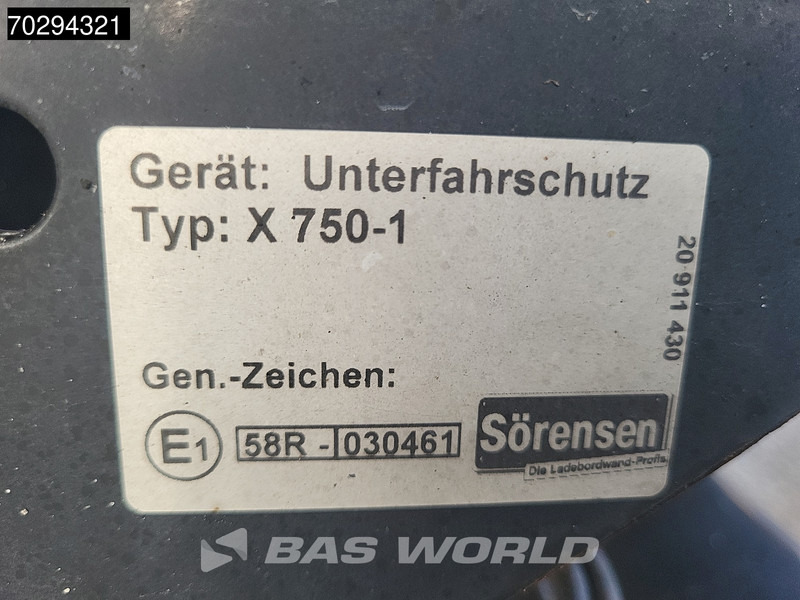 70294321
Gerät: Unterfahrschutz
Typ: X 750-1
20 911 430
Gen.-Zeichen:
E1 58R - 030461
Sörensen
Die Ladebordwand-Profis
BAS WORLD